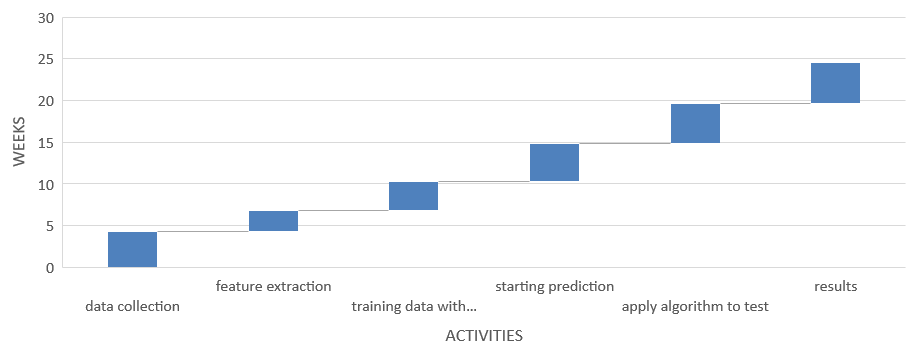 30
25
20
15
10
5
0
WEEKS
feature extraction
starting prediction
results
data collection
training data with...
apply algorithm to test
ACTIVITIES